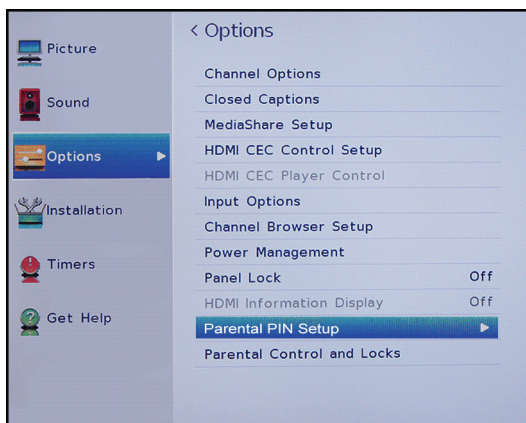 Picture
Sound
Options
Installation
Timers
Get Help
< Options
Channel Options
Closed Captions
MediaShare Setup
HDMI CEC Control Setup
HDMI CEC Player Control
Input Options
Channel Browser Setup
Power Management
Panel Lock Off
HDMI Information Display Off
Parental PIN Setup
Parental Control and Locks